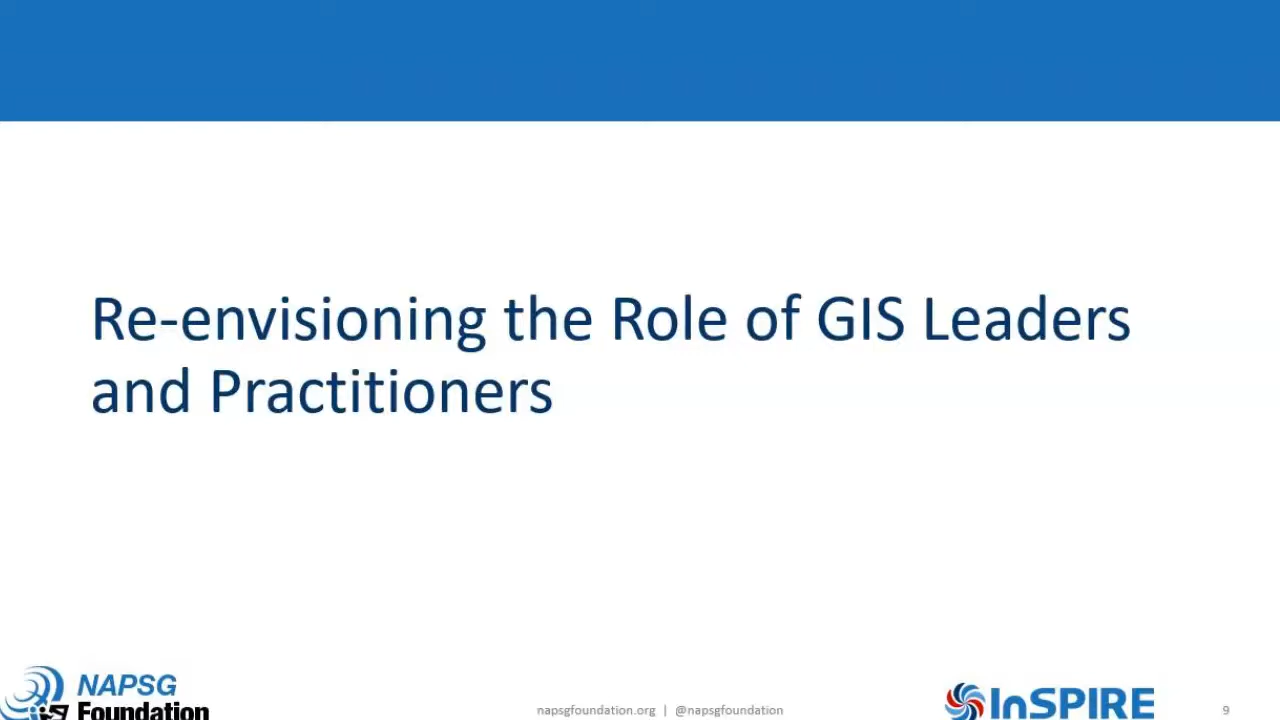 Re-envisioning the Role of GIS Leaders
and Practitioners
NAPSG
Foundation
napsgfoundation.org | @napsgfoundation
InSPIRE
9